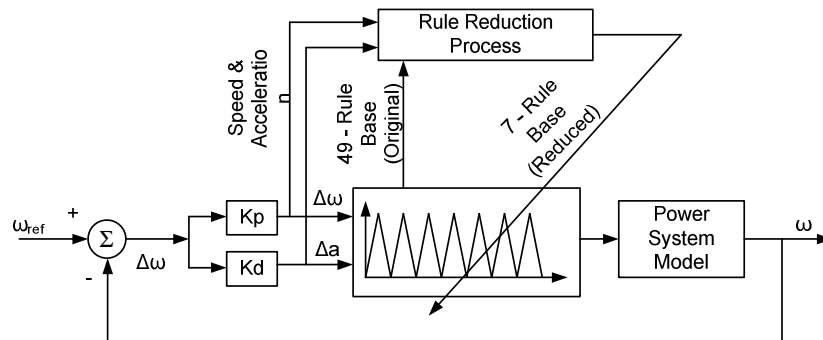 Rule Reduction
Process
Speed &
Acceleratio
n
49 - Rule
Base
(Original)
7 - Rule
Base
(Reduced)
ωref
+
Σ
-
Δω
Kp
Kd
Δω
Δa
Power
System
Model
ω